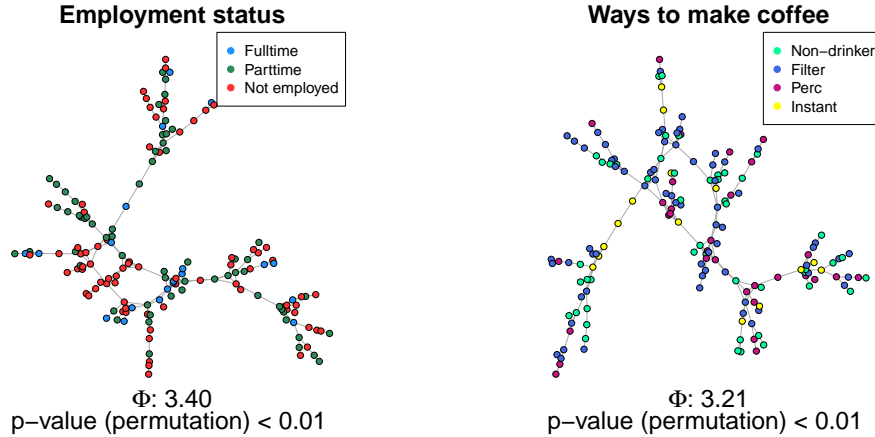 Employment status
Fulltime
Parttime
Not employed
Φ: 3.40
p−value (permutation) < 0.01
Ways to make coffee
Non−drinker
Filter
Perc
Instant
Φ: 3.21
p−value (permutation) < 0.01